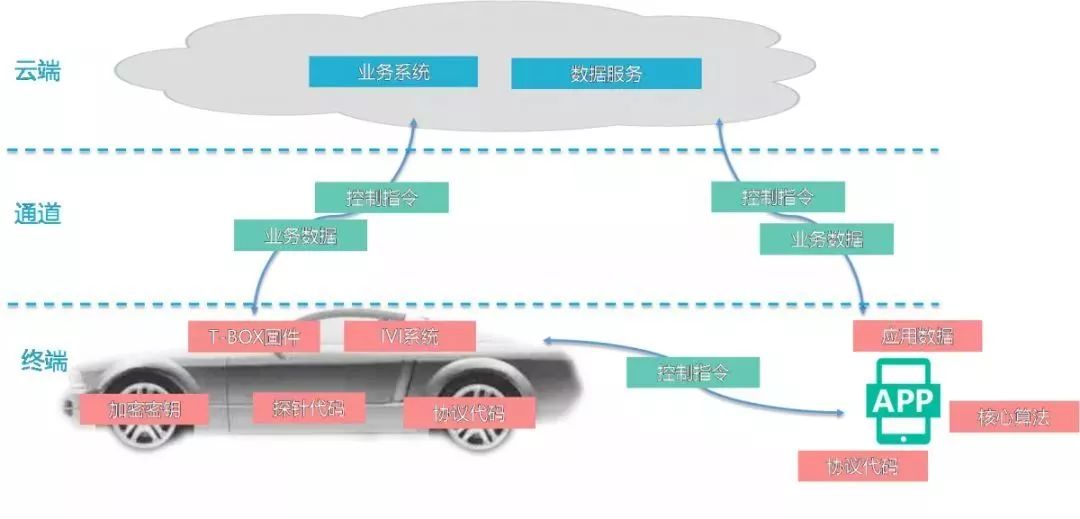 云端
业务系统
数据服务
通道
控制指令
控制指令
业务数据
业务数据
终端
T-BOX固件
IVI系统
应用数据
控制指令
加密密钥
探针代码
协议代码
APP
核心算法
协议代码